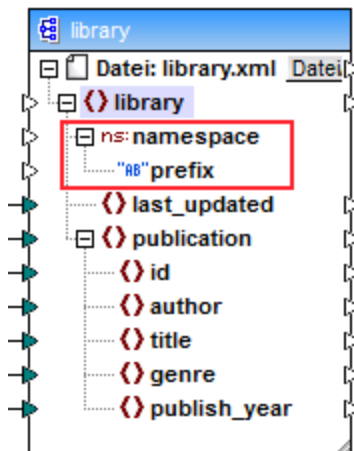 library
Datei: library.xml Datei
{} library
ns: namespace
"AB" prefix
{} last_updated
{} publication
{} id
{} author
{} title
{} genre
{} publish_year